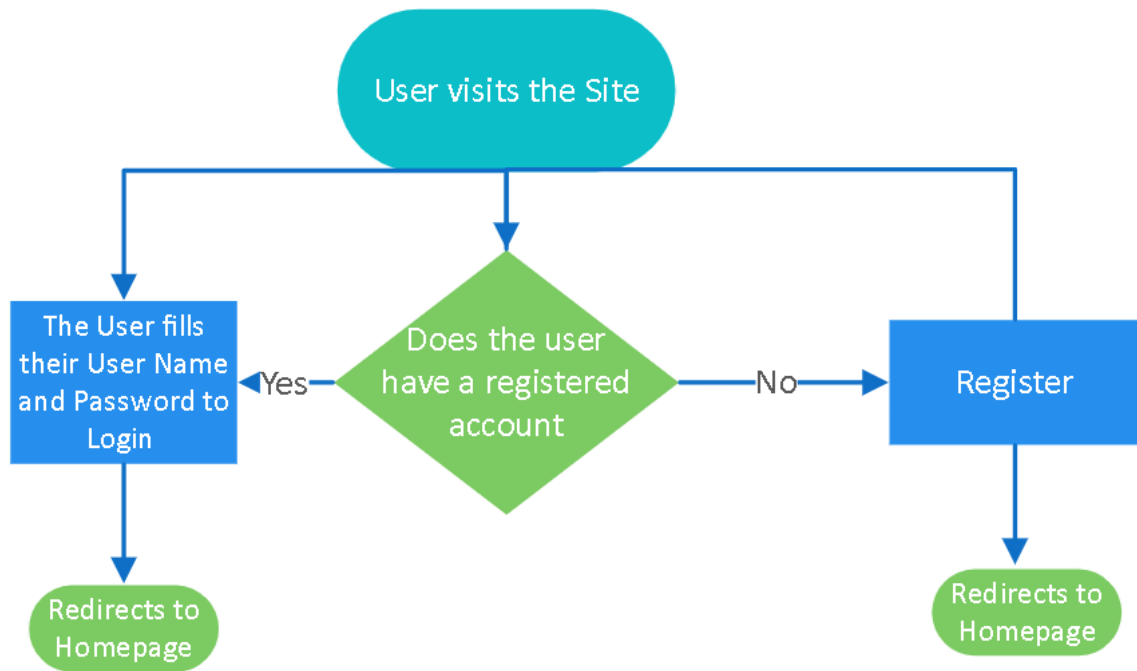 User visits the Site
The User fills
their User Name
and Password to
Login
Yes
Does the user
have a registered
account
No
Register
Redirects to
Homepage
Redirects to
Homepage